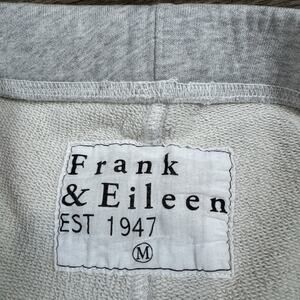 Frank
& Eileen
EST 1947
M